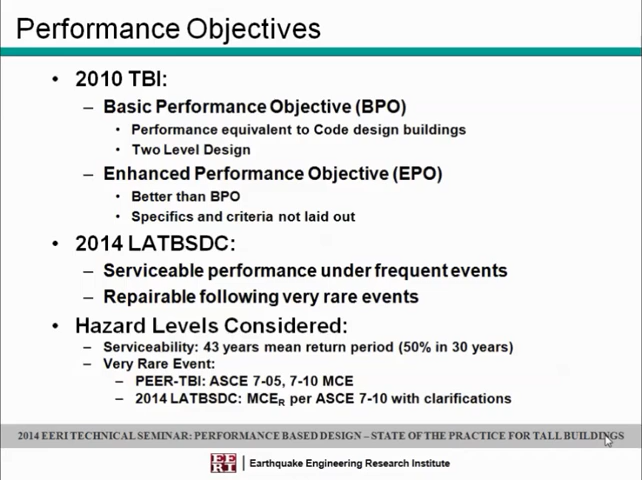 Performance Objectives
• 2010 TBI:
– Basic Performance Objective (BPO)
• Performance equivalent to Code design buildings
• Two Level Design
– Enhanced Performance Objective (EPO)
• Better than BPO
• Specifics and criteria not laid out
• 2014 LATBSDC:
– Serviceable performance under frequent events
– Repairable following very rare events
• Hazard Levels Considered:
– Serviceability: 43 years mean return period (50% in 30 years)
– Very Rare Event:
– PEER-TBI: ASCE 7-05, 7-10 MCE
– 2014 LATBSDC: MCER per ASCE 7-10 with clarifications
2014 EERI TECHNICAL SEMINAR: PERFORMANCE BASED DESIGN – STATE OF THE PRACTICE FOR TALL BUILDINGS
EERI Earthquake Engineering Research Institute